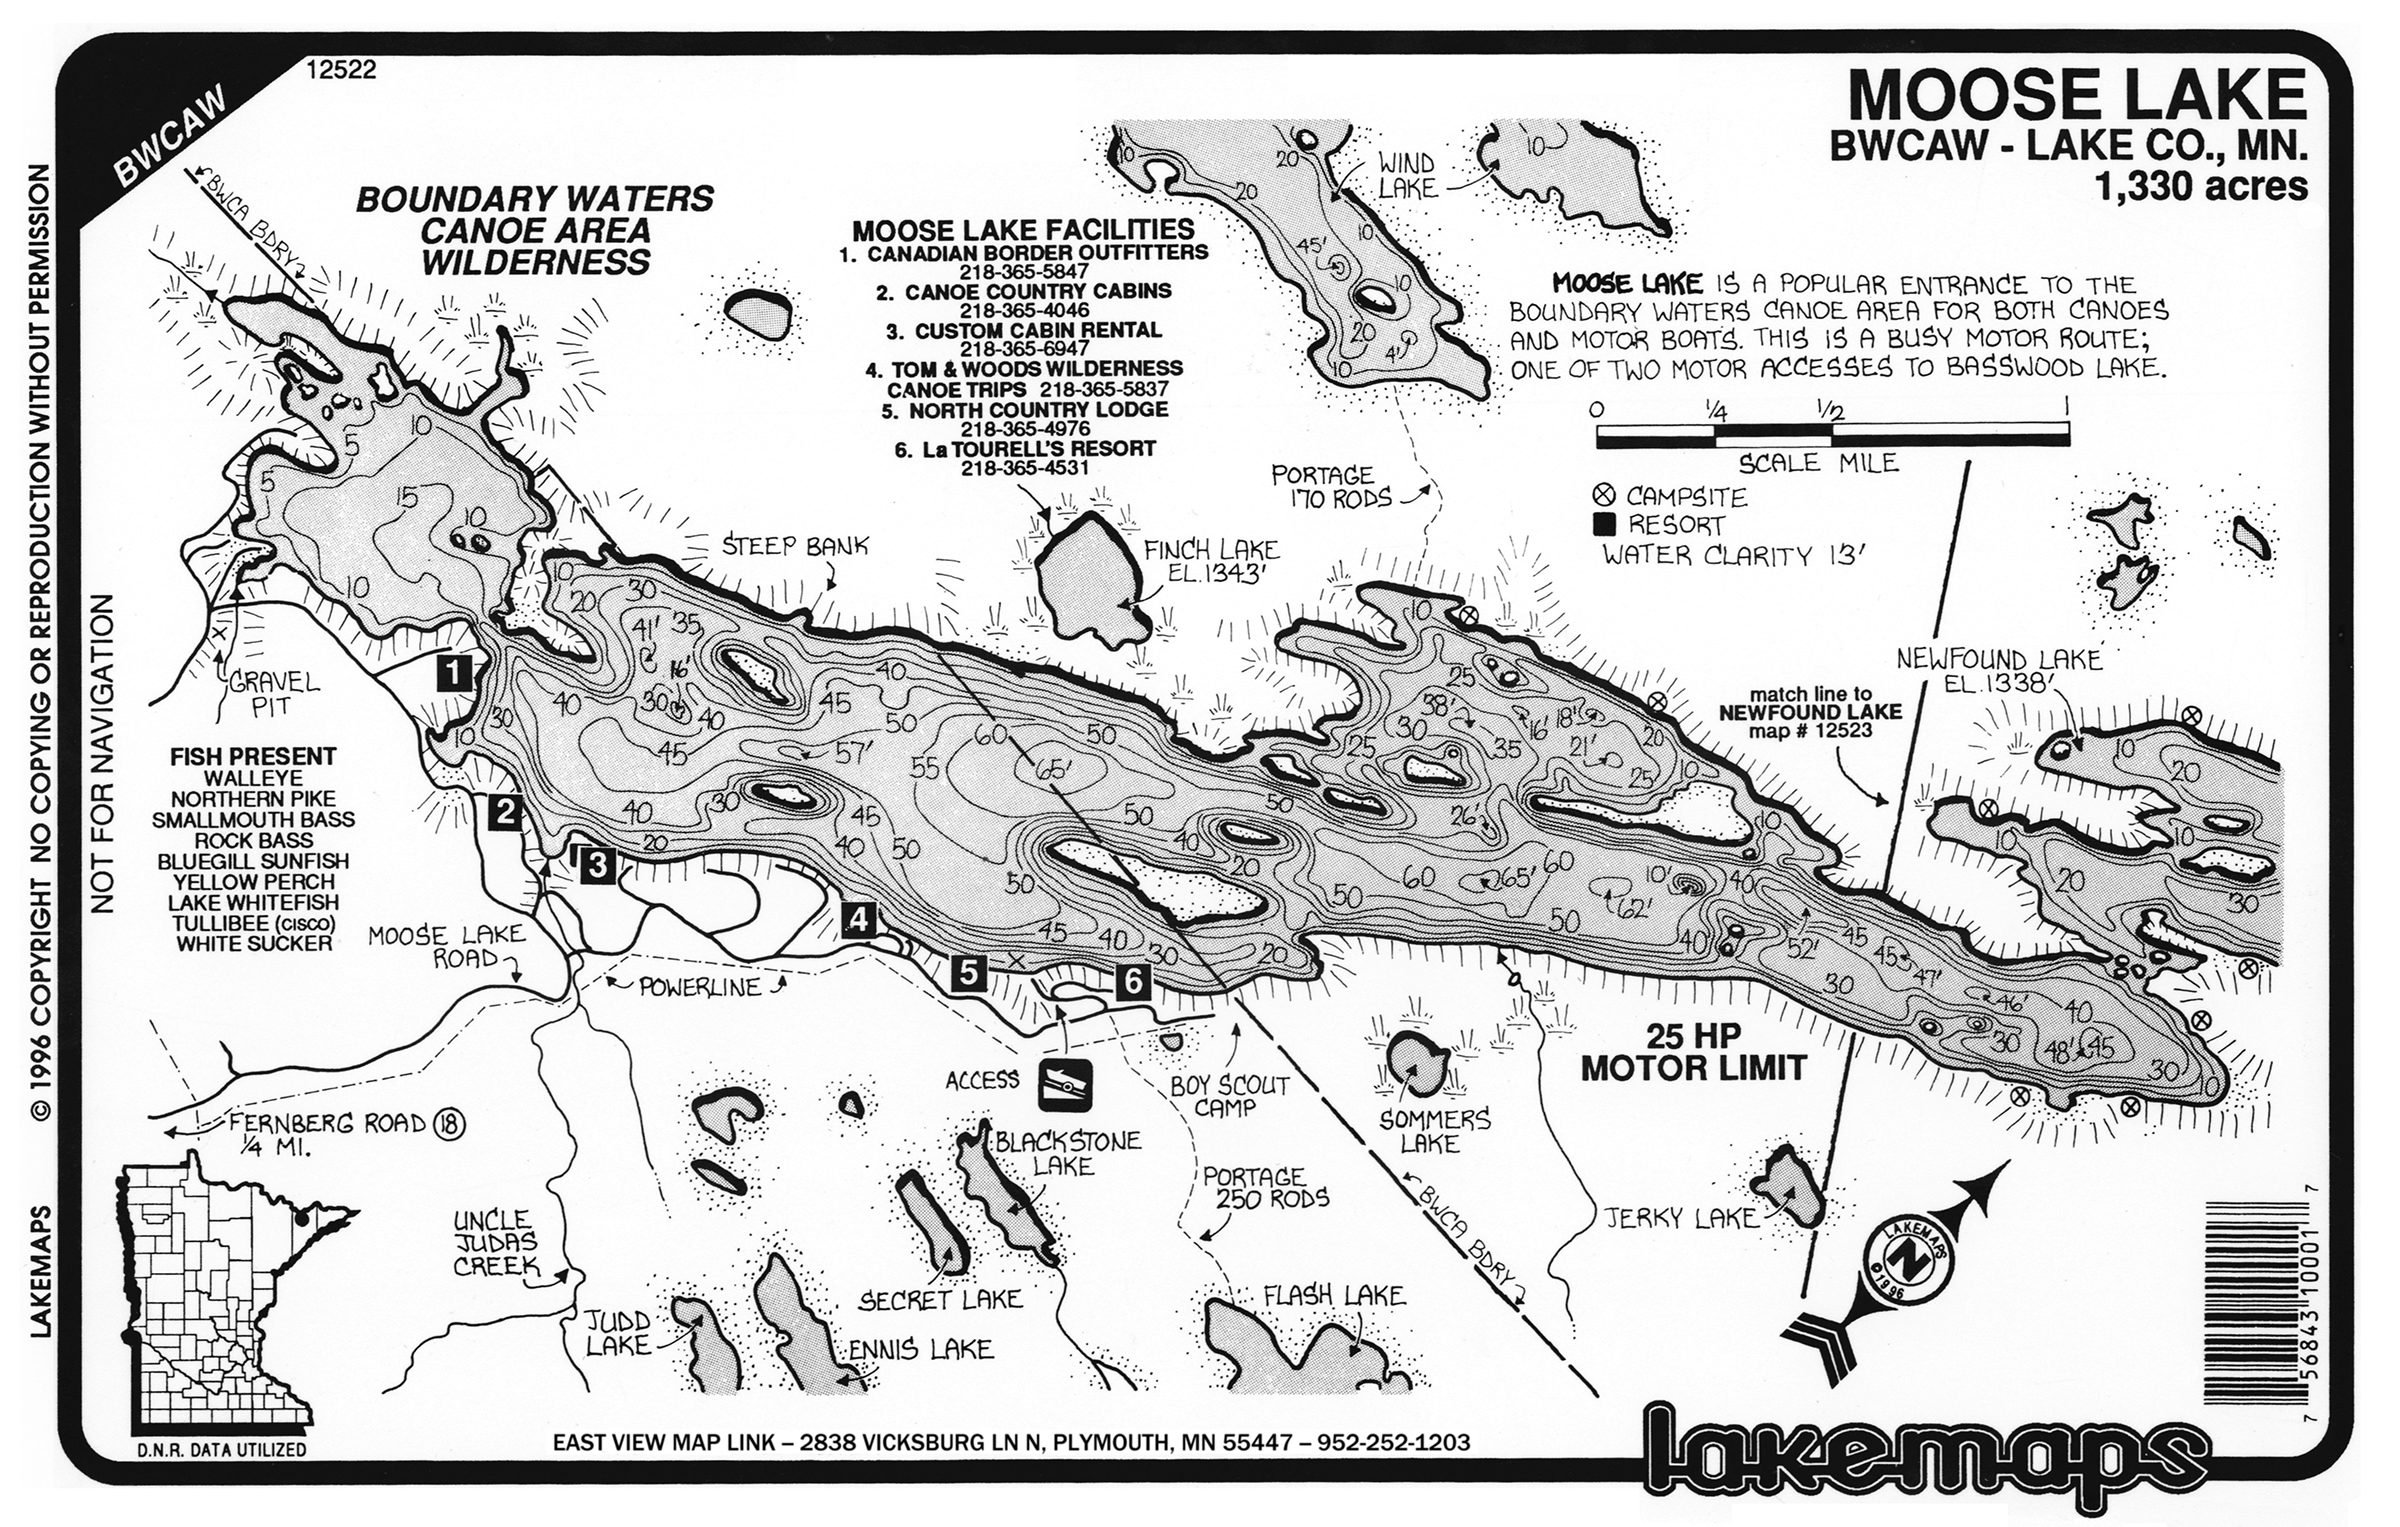 12522
BWCAW
MOOSE LAKE
BWCAW - LAKE CO., MN.
1,330 acres
BWCA BDRY
BOUNDARY WATERS
CANOE AREA
WILDERNESS
MOOSE LAKE FACILITIES
1. CANADIAN BORDER OUTFITTERS
218-365-5847
2. CANOE COUNTRY CABINS
218-365-4046
3. CUSTOM CABIN RENTAL
218-365-6947
4. TOM & WOODS WILDERNESS
CANOE TRIPS 218-365-5837
5. NORTH COUNTRY LODGE
218-365-4976
6. La TOURELL'S RESORT
218-365-4531
10
20
20
WIND
LAKE
10
45'
10
10
20
4'
10
MOOSE LAKE IS A POPULAR ENTRANCE TO THE
BOUNDARY WATERS CANOE AREA FOR BOTH CANOES
AND MOTOR BOATS. THIS IS A BUSY MOTOR ROUTE;
ONE OF TWO MOTOR ACCESSES TO BASSWOOD LAKE.
0 1/4 1/2 1
SCALE MILE
CAMPSITE
RESORT
WATER CLARITY 13'
PORTAGE
170 RODS
STEEP BANK
FINCH LAKE
EL. 1343'
NEWFOUND LAKE
EL. 1338'
match line to
NEWFOUND LAKE
map # 12523
10
5
5
15
10
10
GRAVEL
PIT
1
2
3
4
5
6
10
30
20
41'
35
16'
30
40
40
40
45
30
10
45
57'
50
60
50
55
65'
40
30
45
20
40
50
50
50
40
20
45
40
30
20
10
25
38'
30
16'
18'
25
35
21'
20
25
10
50
26'
10
60
65'
60
10'
40
50
62'
50
40
52'
45
45
47'
30
46'
40
30
48'
45
30
10
10
20
10
10
20
30
FISH PRESENT
WALLEYE
NORTHERN PIKE
SMALLMOUTH BASS
ROCK BASS
BLUEGILL SUNFISH
YELLOW PERCH
LAKE WHITEFISH
TULLIBEE (CISCO)
WHITE SUCKER
MOOSE LAKE
ROAD
POWERLINE
FERNBERG ROAD 18
1/4 MI.
ACCESS
BOY SCOUT
CAMP
25 HP
MOTOR LIMIT
SOMMERS
LAKE
BLACKSTONE
LAKE
PORTAGE
250 RODS
BWCA BDRY
JERKY LAKE
UNCLE
JUDAS
CREEK
SECRET LAKE
JUDD
LAKE
ENNIS LAKE
FLASH LAKE
LAKEMAPS
N
©1996
D.N.R. DATA UTILIZED
EAST VIEW MAP LINK – 2838 VICKSBURG LN N, PLYMOUTH, MN 55447 – 952-252-1203
lakemaps
7 56843 10001 7
NOT FOR NAVIGATION
LAKEMAPS © 1996 COPYRIGHT NO COPYING OR REPRODUCTION WITHOUT PERMISSION